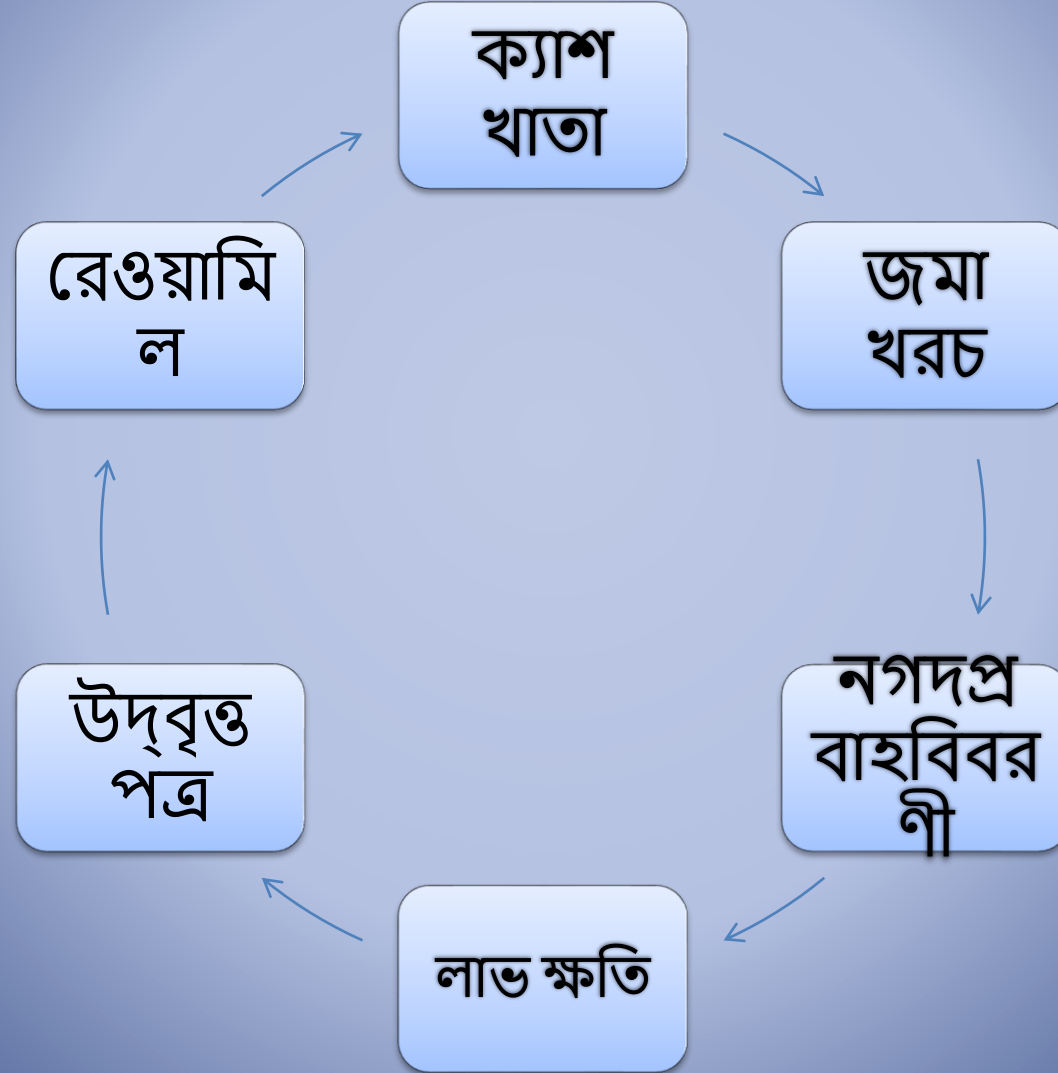 ক্যাশ
খাতা
জমা
খরচ
নগদপ্র
বাহবিবর
ণী
লাভ ক্ষতি
উদ্‌বৃত্ত
পত্র
রেওয়ামি
ল